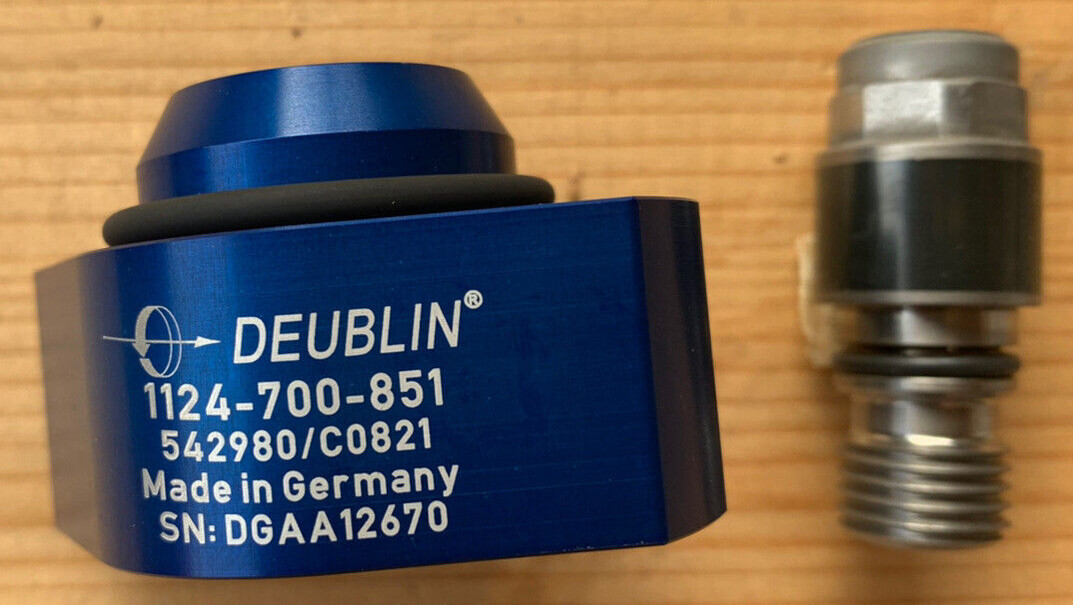 DEUBLIN®
1124-700-851
542980/C0821
Made in Germany
SN: DGAA12670